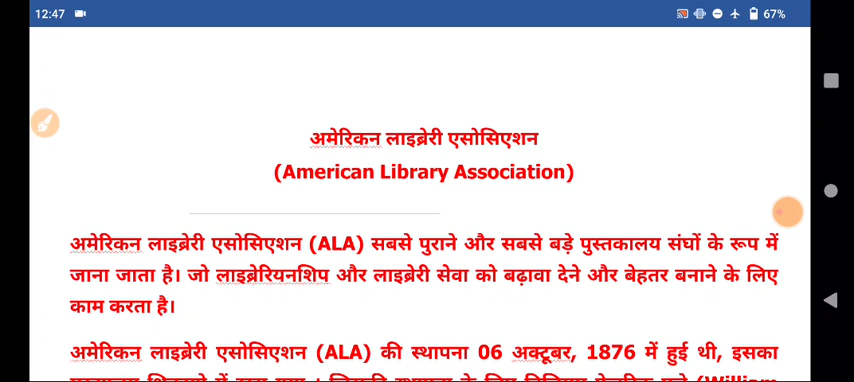 12:47
67%
अमेरिकन लाइब्रेरी एसोसिएशन
(American Library Association)
अमेरिकन लाइब्रेरी एसोसिएशन (ALA) सबसे पुराने और सबसे बड़े पुस्तकालय संघों के रूप में
जाना जाता है। जो लाइब्रेरियनशिप और लाइब्रेरी सेवा को बढ़ावा देने और बेहतर बनाने के लिए
काम करता है।
अमेरिकन लाइब्रेरी एसोसिएशन (ALA) की स्थापना 06 अक्टूबर, 1876 में हुई थी, इसका
(William